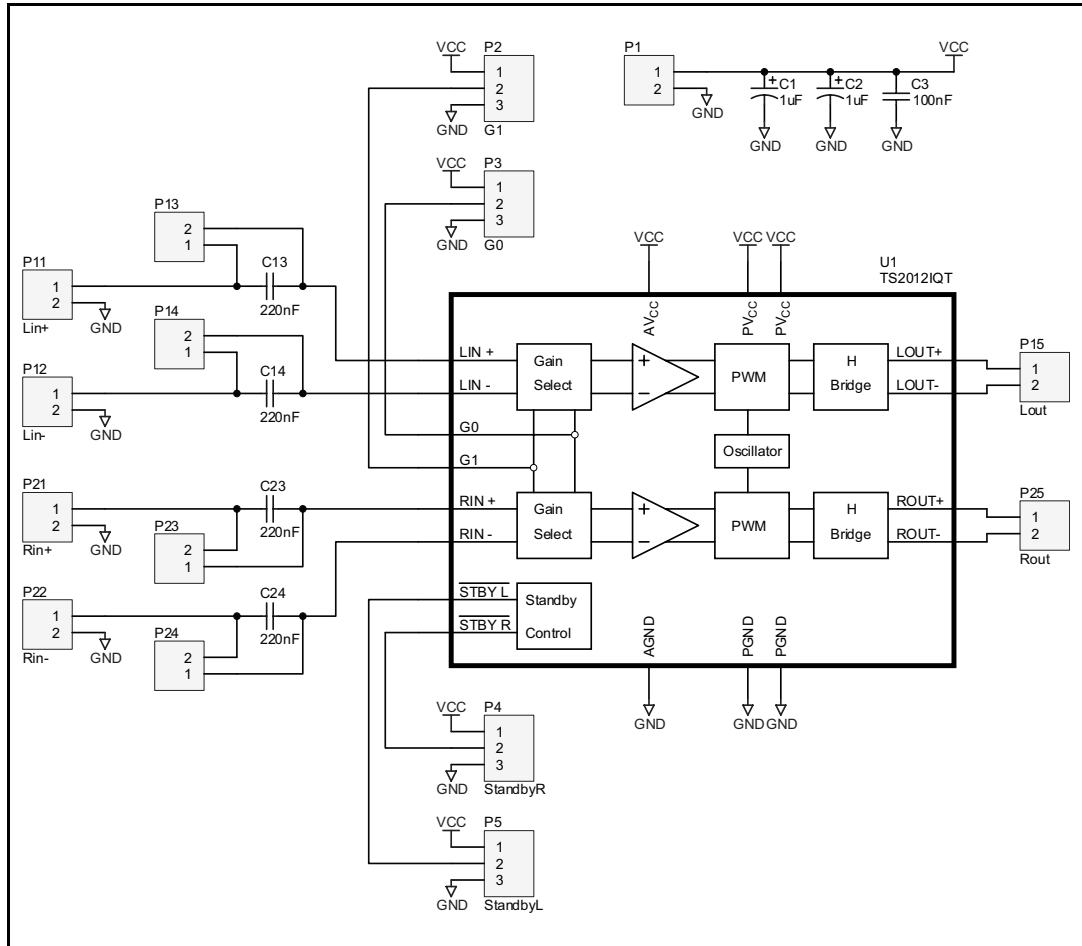 P2
VCC
1
2
3
GND
G1
P1
1
2
GND
VCC
+
C1
1uF
GND
+
C2
1uF
GND
C3
100nF
GND
P3
VCC
1
2
3
GND
G0
P13
2
1
P11
1
2
GND
Lin+
C13
220nF
P14
2
1
P12
1
2
GND
Lin-
C14
220nF
P21
1
2
GND
Rin+
C23
220nF
P23
2
1
P22
1
2
GND
Rin-
C24
220nF
P24
2
1
U1
TS2012IQT
VCC
VCC
VCC
AVCC
PVCC
PVCC
LIN +
LIN -
G0
G1
RIN +
RIN -
STBY L
STBY R
Gain
Select
+
−
PWM
H
Bridge
LOUT+
LOUT-
Oscillator
Gain
Select
+
−
PWM
H
Bridge
ROUT+
ROUT-
Standby
Control
AGND
PGND
PGND
GND
GND
GND
P15
1
2
Lout
P25
1
2
Rout
P4
VCC
1
2
3
GND
StandbyR
P5
VCC
1
2
3
GND
StandbyL